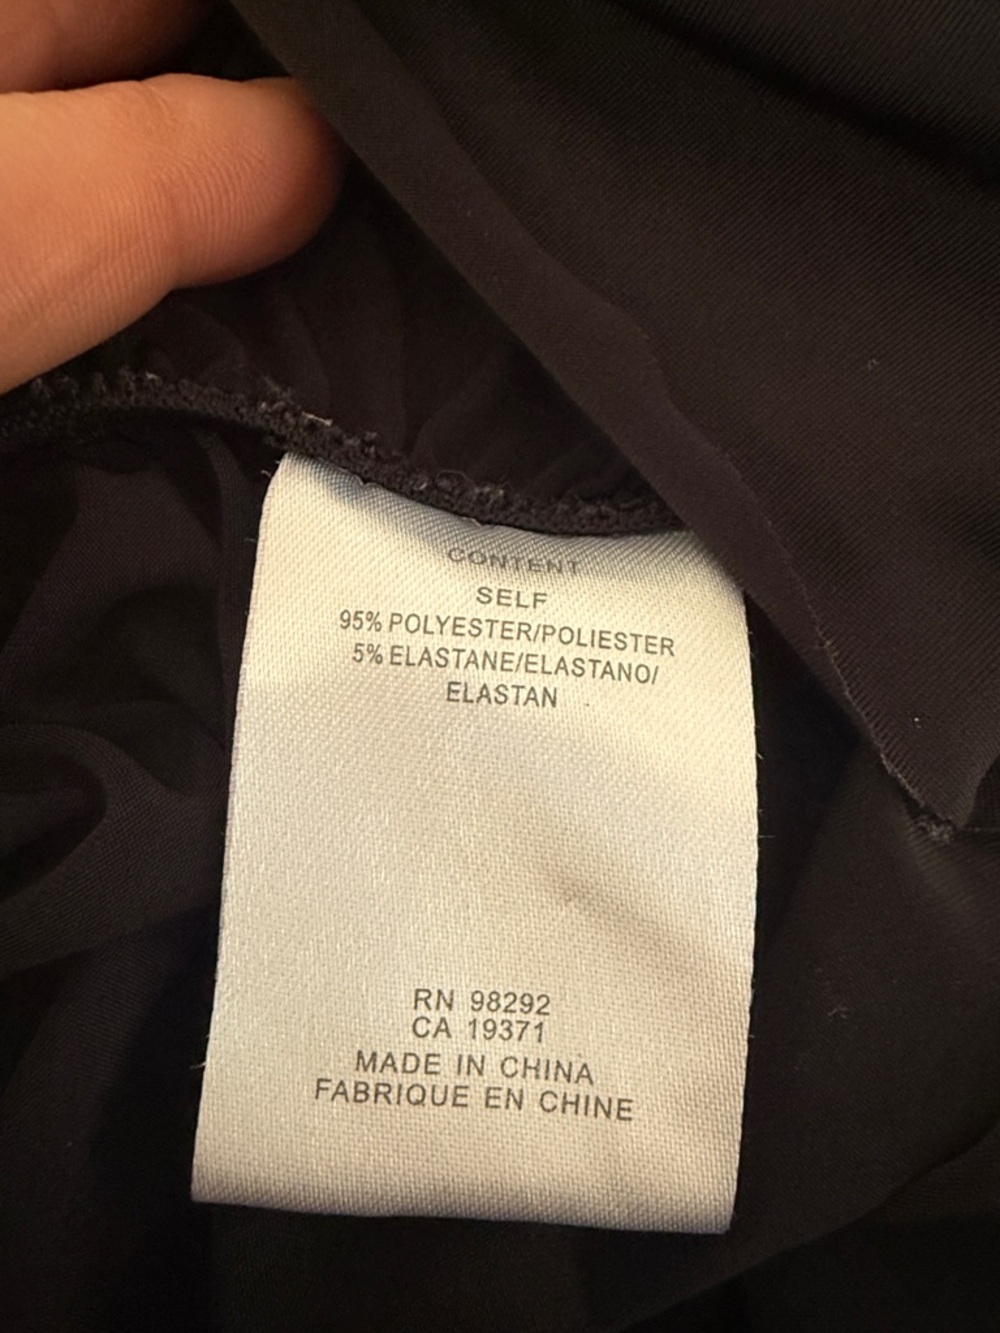 CONTENT
SELF
95% POLYESTER/POLIESTER
5% ELASTANE/ELASTANO/
ELASTAN
RN 98292
CA 19371
MADE IN CHINA
FABRIQUE EN CHINE